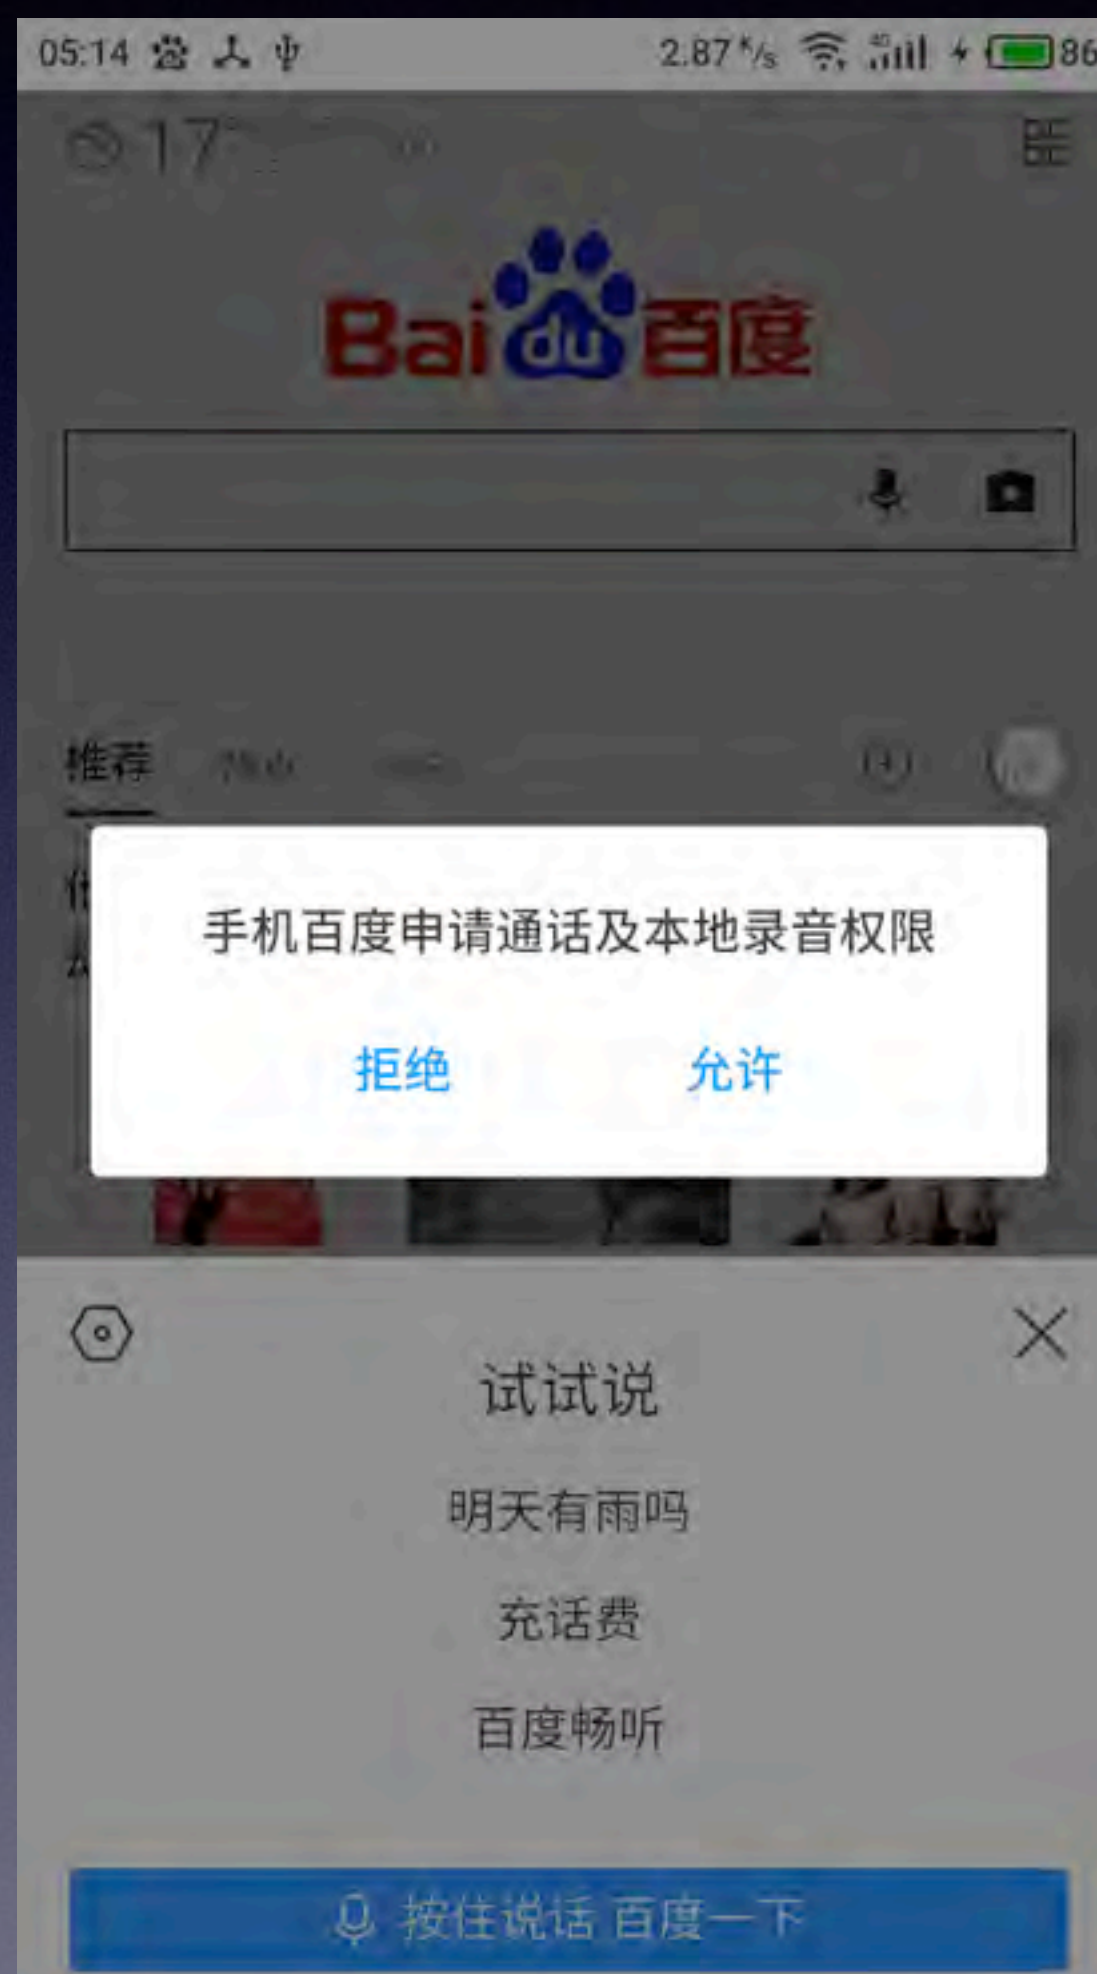 05:14 2.87 K/s 4G 86
17°
Bai du 百度
推荐
手机百度申请通话及本地录音权限
拒绝 允许
试试说
明天有雨吗
充话费
百度畅听
按住说话 百度一下